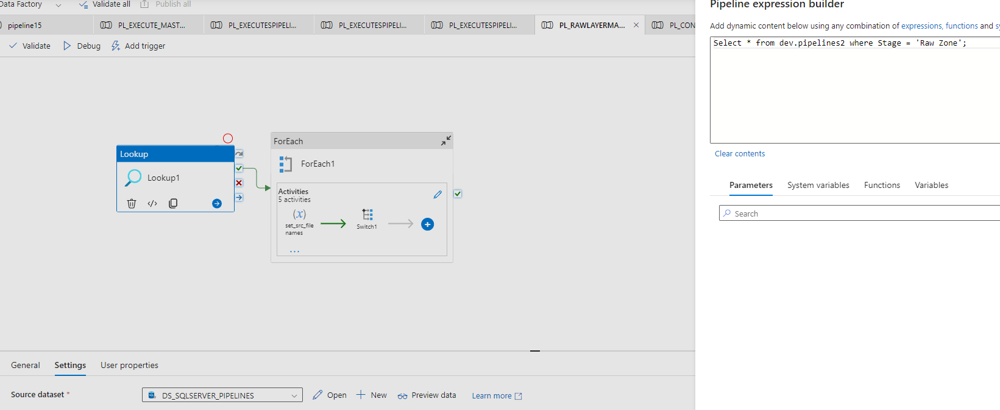 Data Factory
Validate all
Publish all
pipeline15
PL_EXECUTE_MAST...
PL_EXECUTESPIPELI...
PL_EXECUTESPIPELI...
PL_EXECUTESPIPELI...
PL_RAWLAYERMA...
PL_CON
Validate
Debug
Add trigger
Lookup
Lookup1
ForEach
ForEach1
Activities
5 activities
(x)
set_src_file
names
Switch1
...
General
Settings
User properties
Source dataset *
DS_SQLSERVER_PIPELINES
Open
New
Preview data
Learn more
Pipeline expression builder
Add dynamic content below using any combination of expressions, functions and
Select * from dev.pipelines2 where Stage = 'Raw Zone';
Clear contents
Parameters
System variables
Functions
Variables
Search